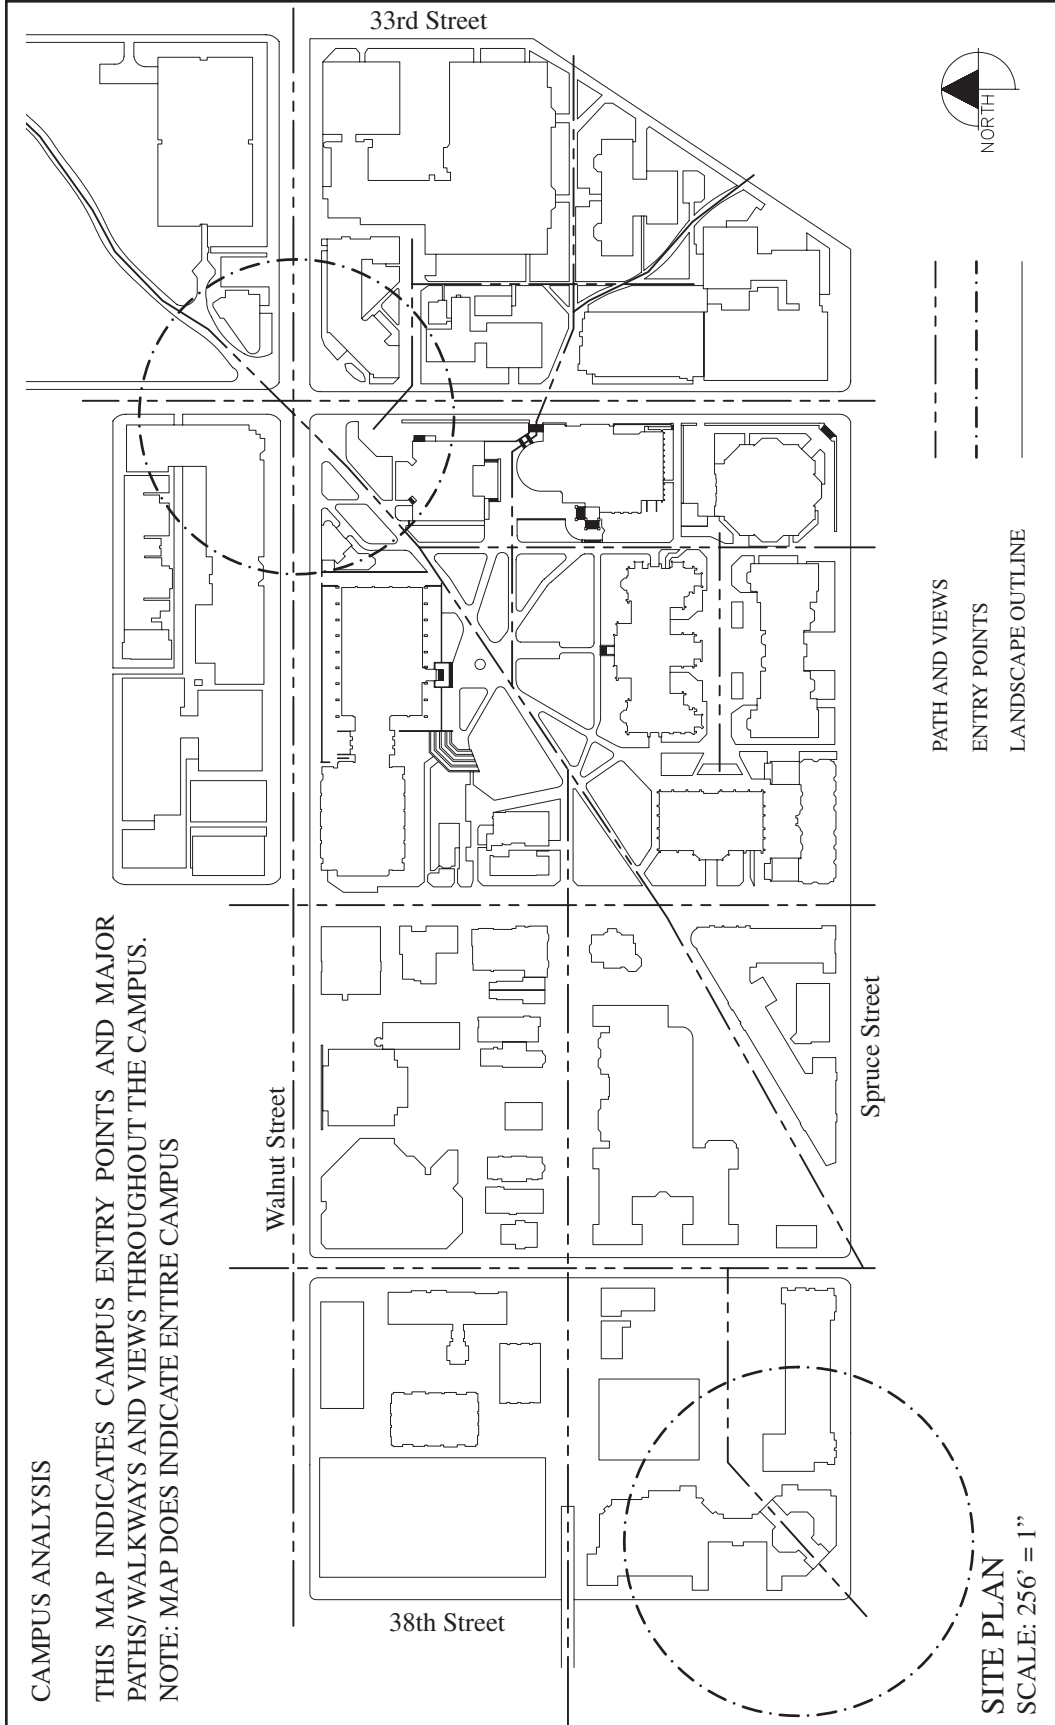 CAMPUS ANALYSIS
THIS MAP INDICATES CAMPUS ENTRY POINTS AND MAJOR
PATHS/ WALKWAYS AND VIEWS THROUGHOUT THE CAMPUS.
NOTE: MAP DOES INDICATE ENTIRE CAMPUS
33rd Street
Walnut Street
38th Street
Spruce Street
NORTH
PATH AND VIEWS
ENTRY POINTS
LANDSCAPE OUTLINE
SITE PLAN
SCALE: 256’ = 1”